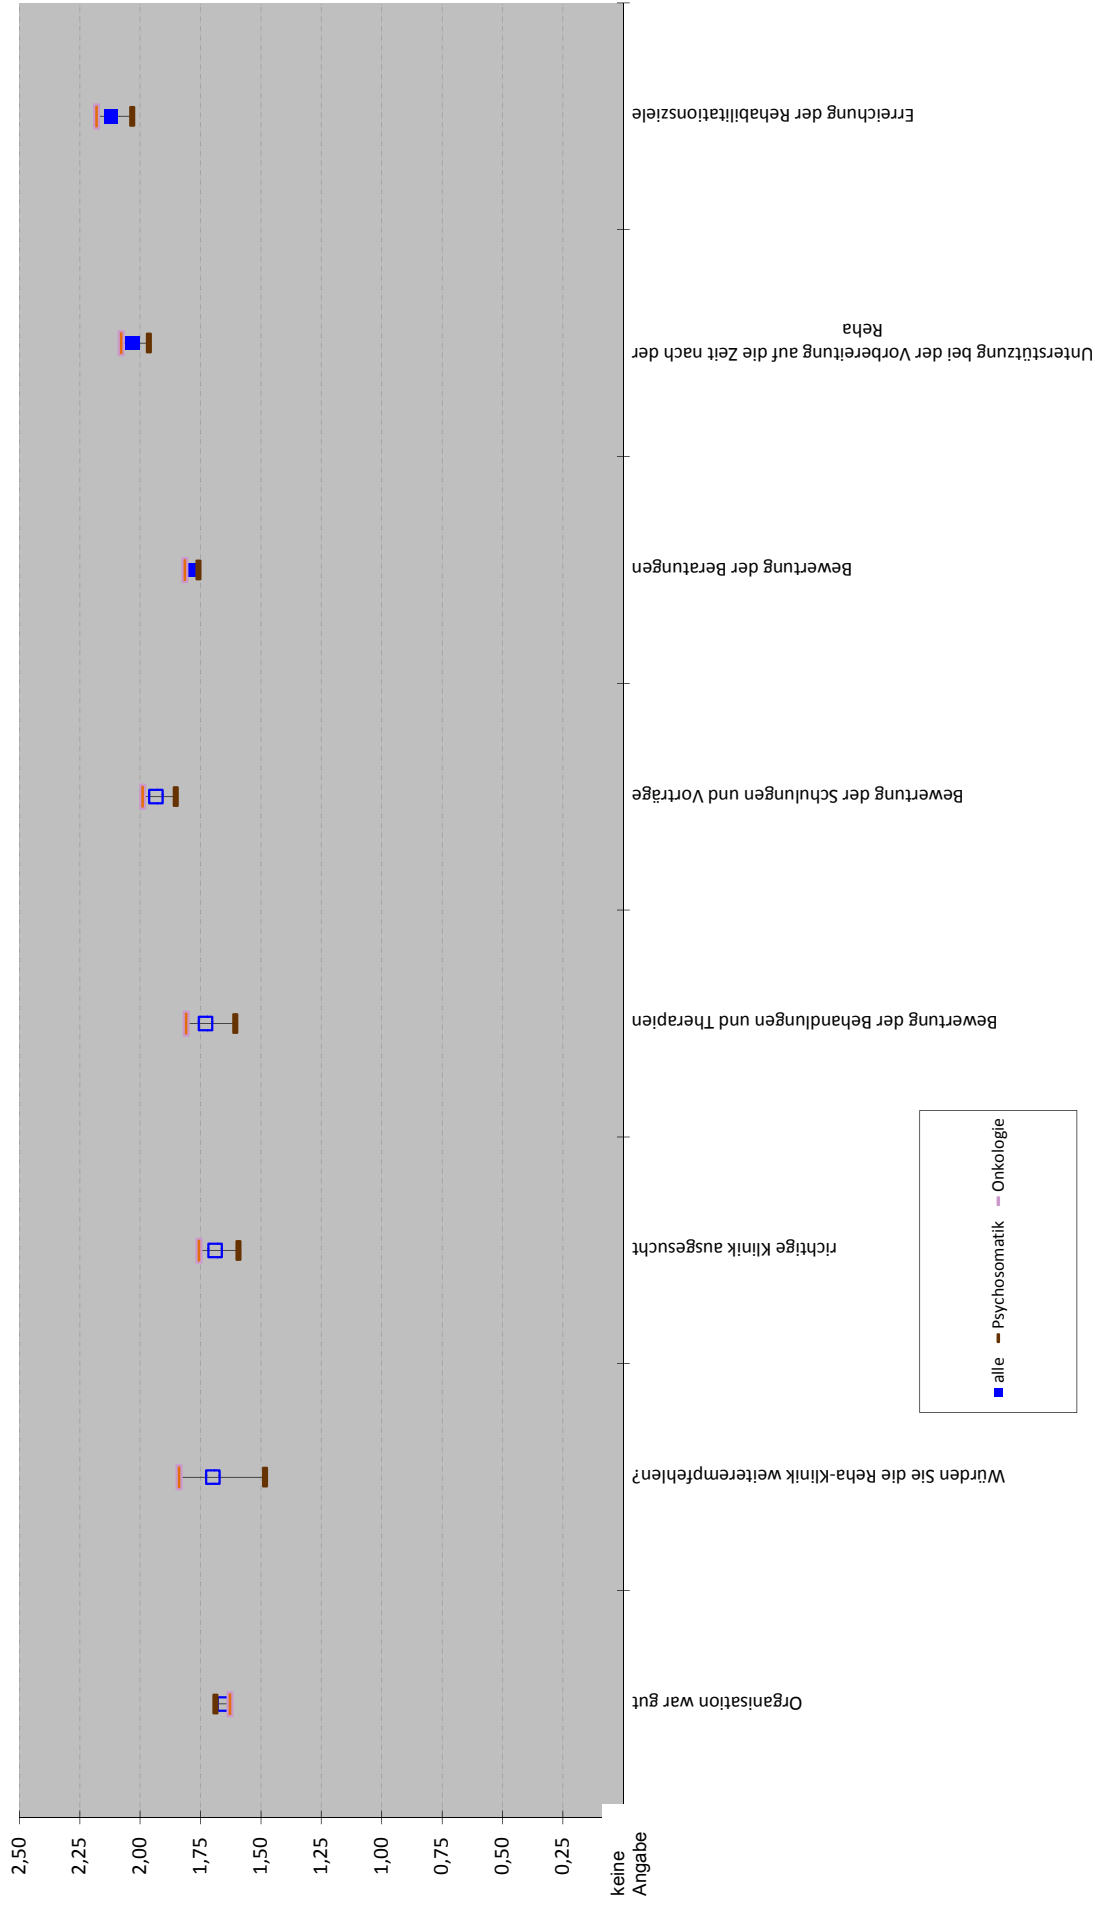 2,50
2,25
2,00
1,75
1,50
1,25
1,00
0,75
0,50
0,25
keine
Angabe
Organisation war gut
Würden Sie die Reha-Klinik weiterempfehlen?
richtige Klinik ausgesucht
Bewertung der Behandlungen und Therapien
Bewertung der Schulungen und Vorträge
Bewertung der Beratungen
Unterstützung bei der Vorbereitung auf die Zeit nach der
Reha
Erreichung der Rehabilitationsziele
alle Psychosomatik Onkologie